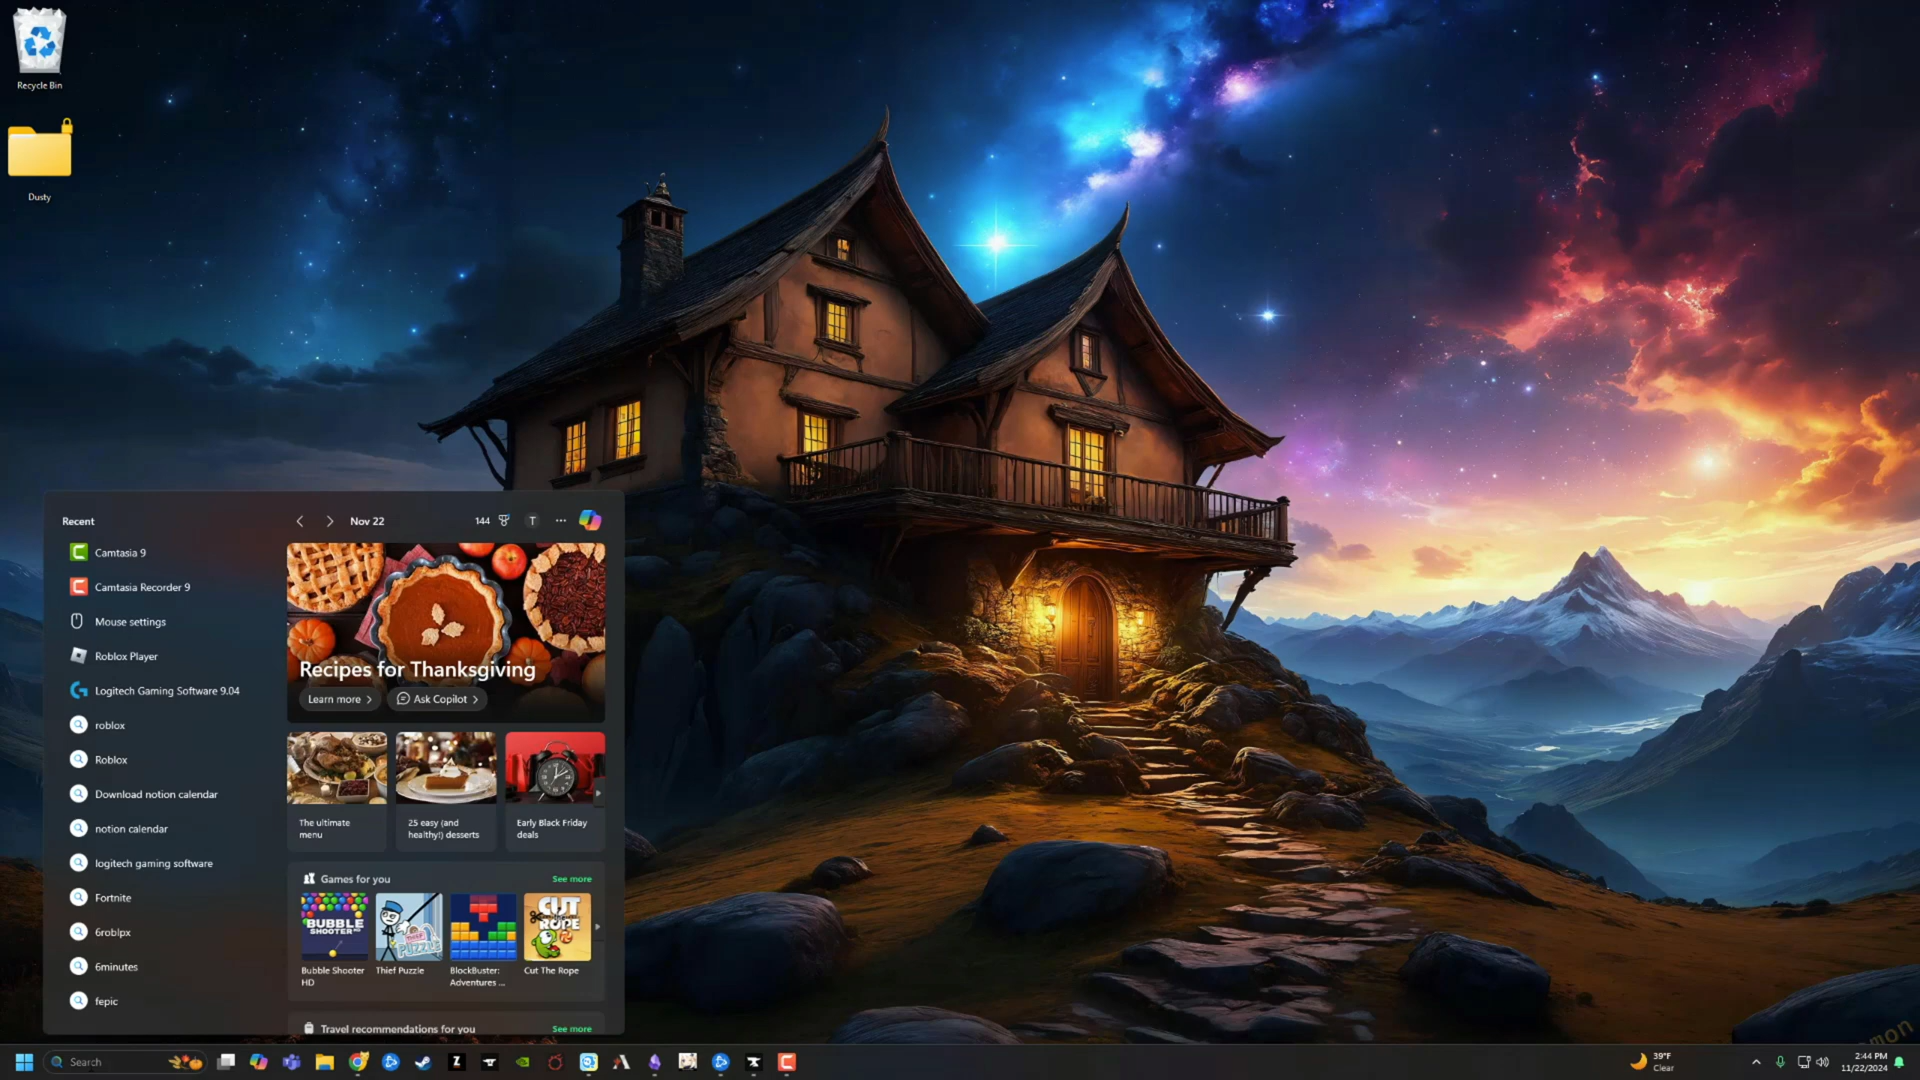 Recycle Bin
Dusty
Recent
Nov 22
144
T
Camtasia 9
Camtasia Recorder 9
Mouse settings
Roblox Player
Logitech Gaming Software 9.04
roblox
Roblox
Download notion calendar
notion calendar
logitech gaming software
Fortnite
6roblpx
6minutes
fepic
Recipes for Thanksgiving
Learn more
Ask Copilot
The ultimate
menu
25 easy (and
healthy!) desserts
Early Black Friday
deals
Games for you
See more
BUBBLE
SHOOTER
PUZZLE
CUT
ROPE
Bubble Shooter
HD
Thief Puzzle
BlockBuster:
Adventures ...
Cut The Rope
Travel recommendations for you
See more
Search
Z
39°F
Clear
2:44 PM
11/22/2024